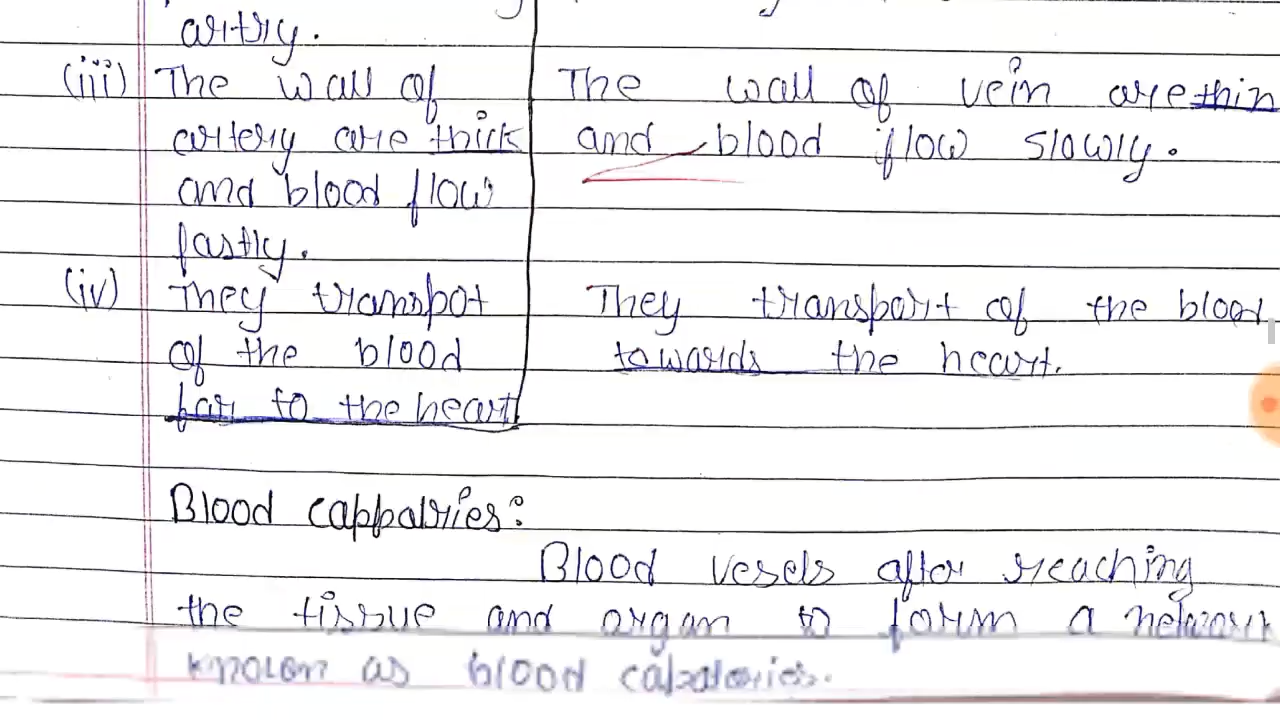 artry.
(iii) The wall of
artery are thick
and blood flow
fastly.
The wall of vein are thin
and blood flow slowly.
(iv) They transpot
of the blood
far to the heart
They transport of the blood
towards the heart.
Blood cappalries:
Blood vesels after reaching
the tissue and organ to form a network
known as blood